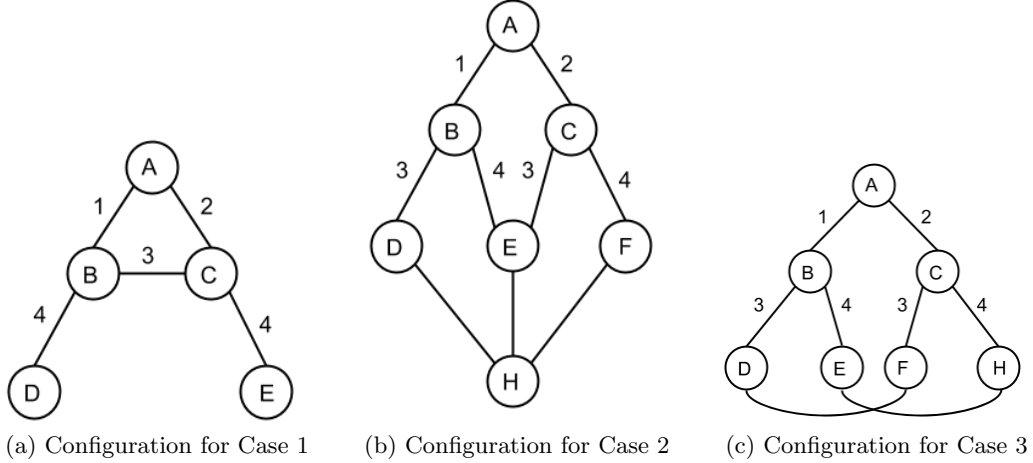 A
1 2
B 3 C
4 4
D E
(a) Configuration for Case 1
A
1 2
B C
3 4 3 4
D E F
H
(b) Configuration for Case 2
A
1 2
B C
3 4 3 4
D E F H
(c) Configuration for Case 3